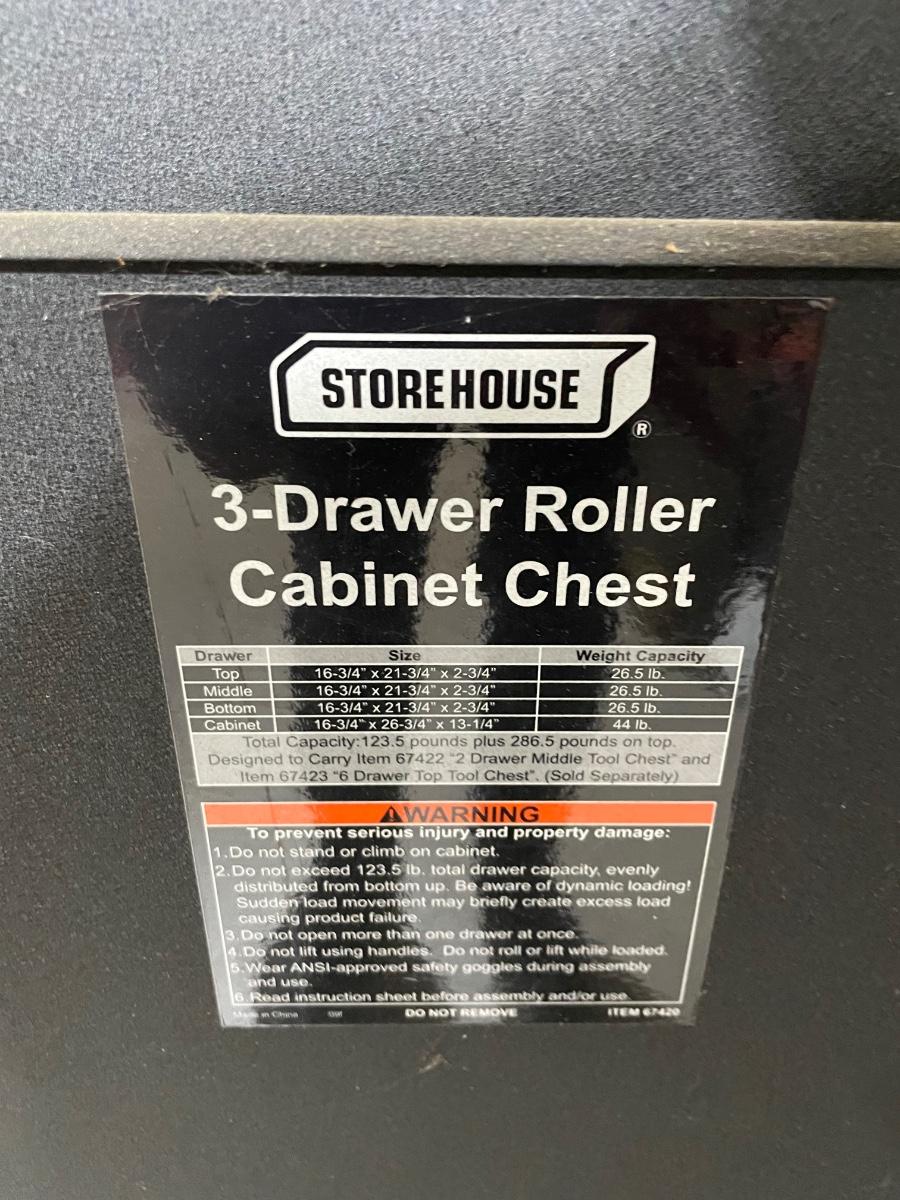 STOREHOUSE
®
3-Drawer Roller
Cabinet Chest
Drawer Size Weight Capacity
Top 16-3/4” x 21-3/4” x 2-3/4” 26.5 lb.
Middle 16-3/4” x 21-3/4” x 2-3/4” 26.5 lb.
Bottom 16-3/4” x 21-3/4” x 2-3/4” 26.5 lb.
Cabinet 16-3/4” x 26-3/4” x 13-1/4” 44 lb.
Total Capacity:123.5 pounds plus 286.5 pounds on top.
Designed to Carry Item 67422 “2 Drawer Middle Tool Chest” and
Item 67423 “6 Drawer Top Tool Chest”. (Sold Separately)
⚠WARNING
To prevent serious injury and property damage:
1.Do not stand or climb on cabinet.
2.Do not exceed 123.5 lb. total drawer capacity, evenly
distributed from bottom up. Be aware of dynamic loading!
Sudden load movement may briefly create excess load
causing product failure.
3.Do not open more than one drawer at once.
4.Do not lift using handles. Do not roll or lift while loaded.
5.Wear ANSI-approved safety goggles during assembly
and use.
6.Read instruction sheet before assembly and/or use.
Made in China DO NOT REMOVE ITEM 67420